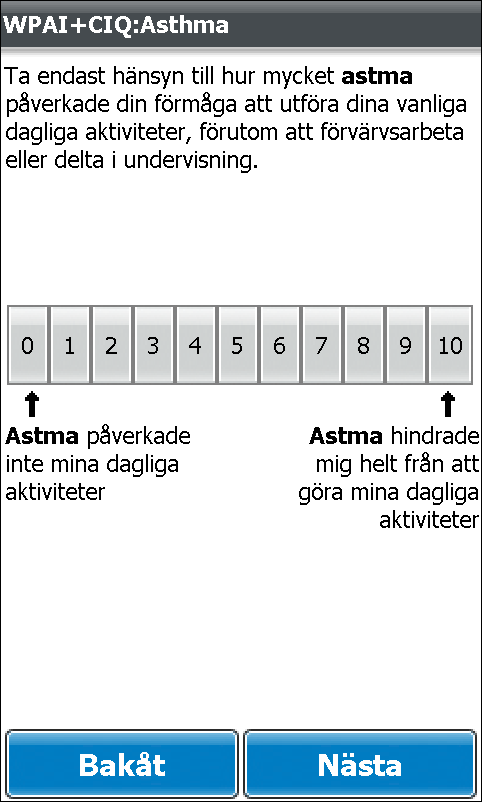 WPAI+CIQ:Asthma
Ta endast hänsyn till hur mycket astma
påverkade din förmåga att utföra dina vanliga
dagliga aktiviteter, förutom att förvärvsarbeta
eller delta i undervisning.
0 1 2 3 4 5 6 7 8 9 10
Astma påverkade
inte mina dagliga
aktiviteter
Astma hindrade
mig helt från att
göra mina dagliga
aktiviteter
Bakåt
Nästa